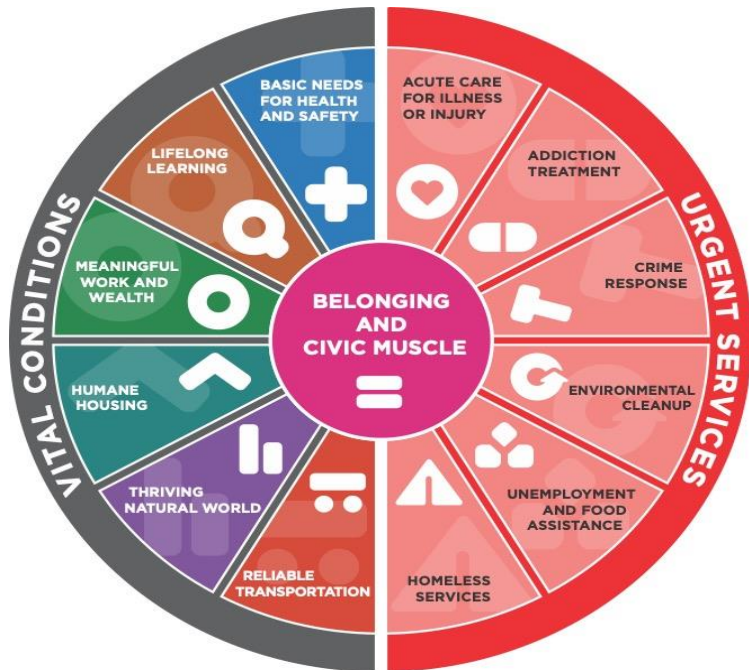 VITAL CONDITIONS
BASIC NEEDS
FOR HEALTH
AND SAFETY
LIFELONG
LEARNING
MEANINGFUL
WORK AND
WEALTH
HUMANE
HOUSING
THRIVING
NATURAL WORLD
RELIABLE
TRANSPORTATION
BELONGING
AND
CIVIC MUSCLE
URGENT SERVICES
ACUTE CARE
FOR ILLNESS
OR INJURY
ADDICTION
TREATMENT
CRIME
RESPONSE
ENVIRONMENTAL
CLEANUP
UNEMPLOYMENT
AND FOOD
ASSISTANCE
HOMELESS
SERVICES